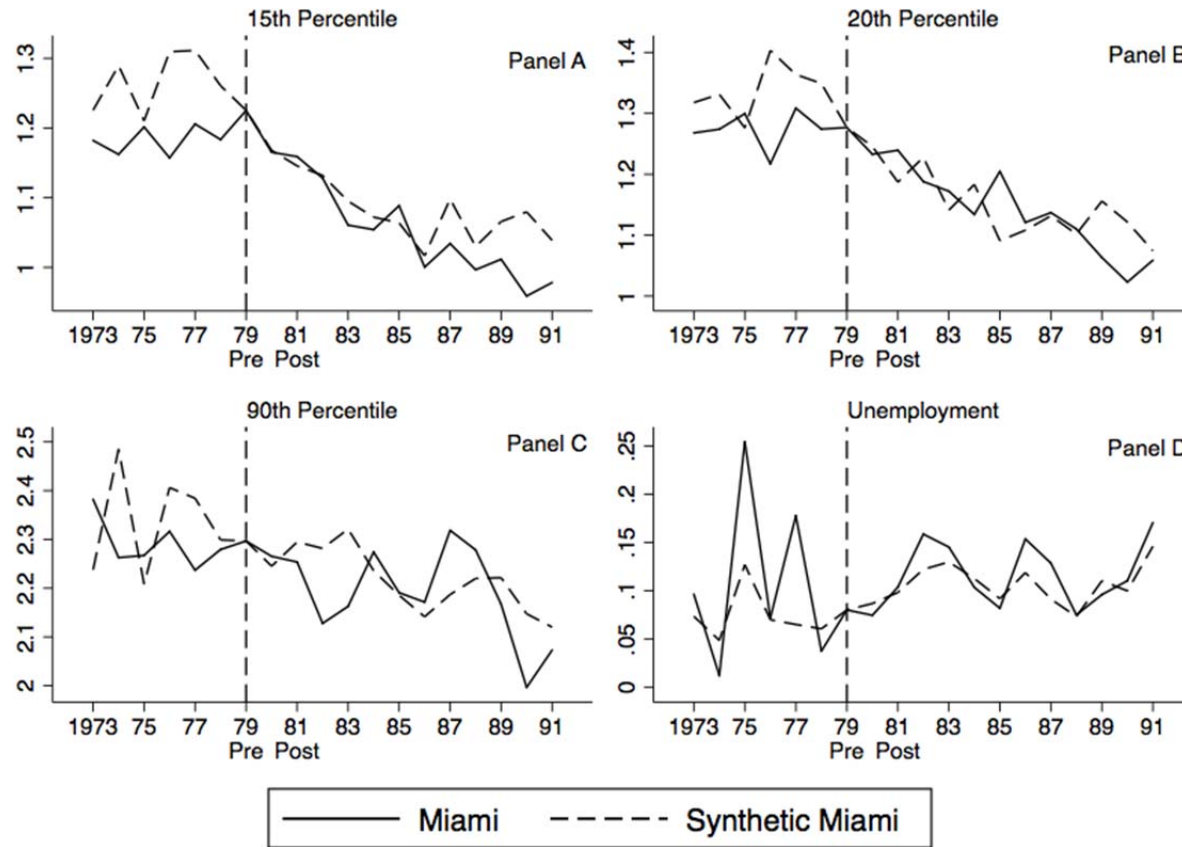 15th Percentile
Panel A
1.3
1.2
1.1
1
1973 75 77 79 81 83 85 87 89 91
Pre Post
20th Percentile
Panel B
1.4
1.3
1.2
1.1
1
1973 75 77 79 81 83 85 87 89 91
Pre Post
90th Percentile
Panel C
2.5
2.4
2.3
2.2
2.1
2
1973 75 77 79 81 83 85 87 89 91
Pre Post
Unemployment
Panel D
.25
.2
.15
.1
.05
0
1973 75 77 79 81 83 85 87 89 91
Pre Post
Miami Synthetic Miami